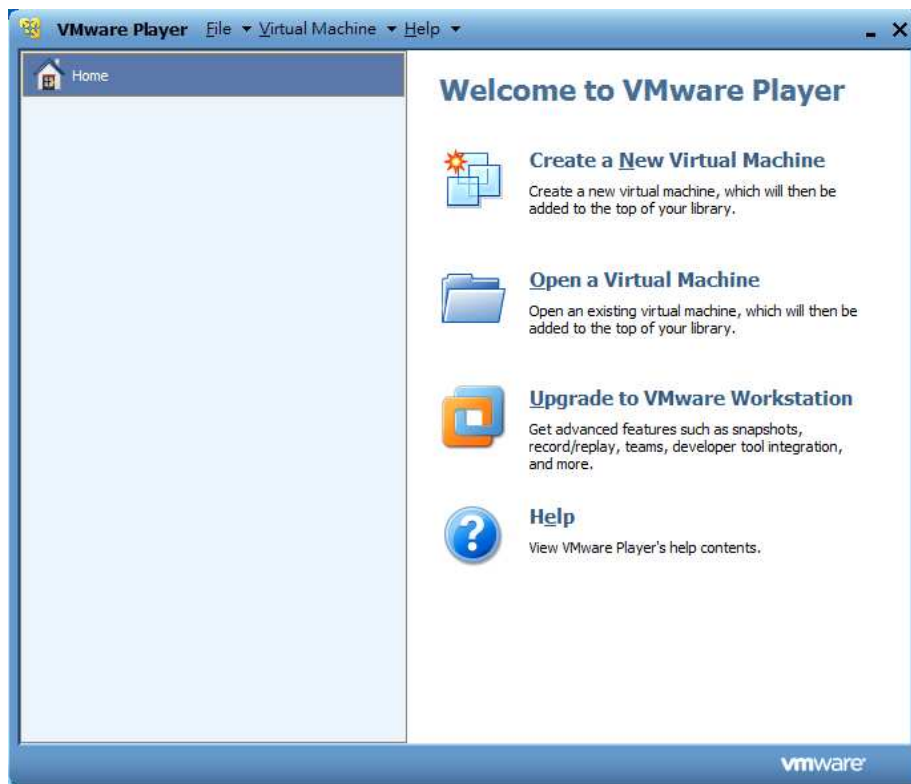 VMware Player File Virtual Machine Help
Home
Welcome to VMware Player
Create a New Virtual Machine
Create a new virtual machine, which will then be
added to the top of your library.
Open a Virtual Machine
Open an existing virtual machine, which will then be
added to the top of your library.
Upgrade to VMware Workstation
Get advanced features such as snapshots,
record/replay, teams, developer tool integration,
and more.
Help
View VMware Player's help contents.
vmware